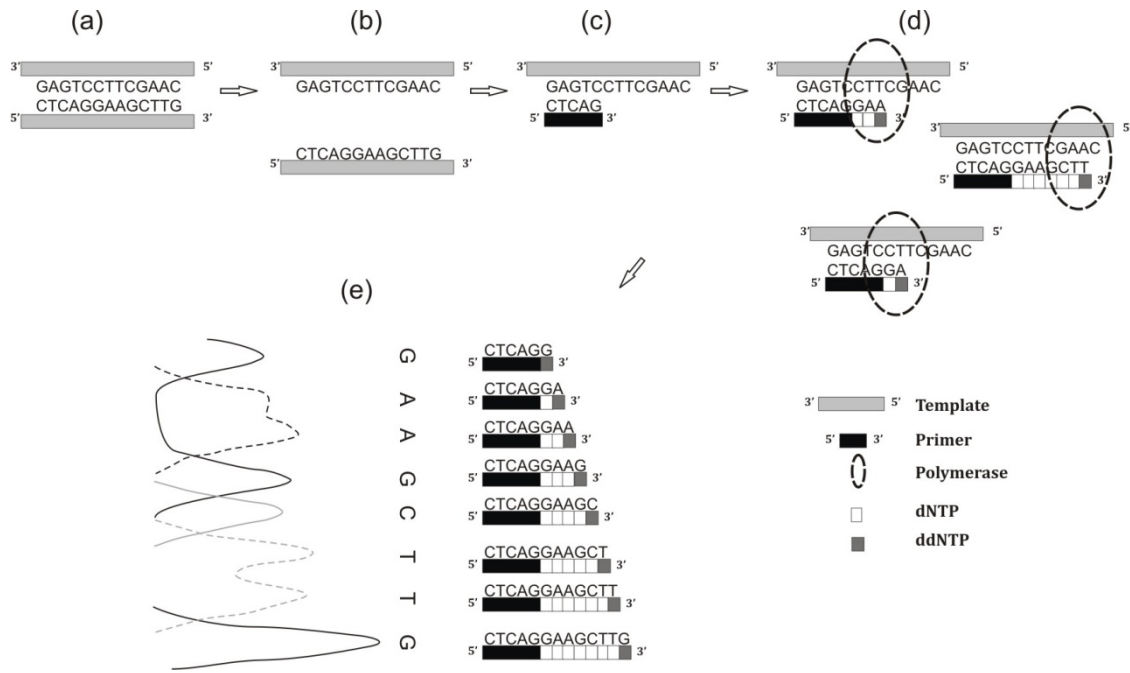 (a) (b) (c) (d)
3' 5'
GAGTCCTTCGAAC
CTCAGGAAGCTTG
5' 3'
3' 5'
GAGTCCTTCGAAC
CTCAGGAAGCTTG
5' 3'
3' 5'
GAGTCCTTCGAAC
CTCAG
5' 3'
3' 5'
GAGTCCTTCGAAC
CTCAGGAA
5' 3'
3' 5
GAGTCCTTCGAAC
CTCAGGAAGCTT
5' 3'
3' 5'
GAGTCCTTCGAAC
CTCAGGA
5' 3'
(e)
G
CTCAGG
5' 3'
A
CTCAGGA
5' 3'
A
CTCAGGAA
5' 3'
G
CTCAGGAAG
5' 3'
C
CTCAGGAAGC
5' 3'
T
CTCAGGAAGCT
5' 3'
T
CTCAGGAAGCTT
5' 3'
G
CTCAGGAAGCTTG
5' 3'
3' 5' Template
5' 3' Primer
Polymerase
dNTP
ddNTP